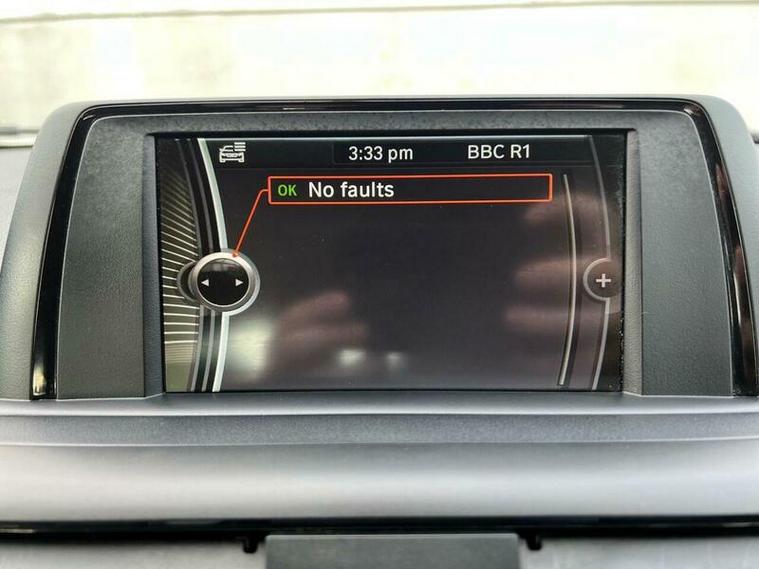 3:33 pm BBC R1
OK No faults
+